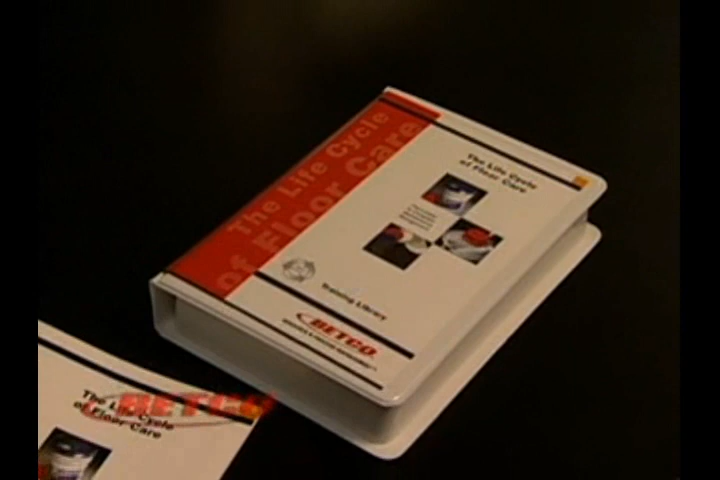 The Life Cycle
of Floor Care
The Life Cycle
of Floor Care
Training Library
BETCO
The Life Cycle
of Floor Care
BETCO